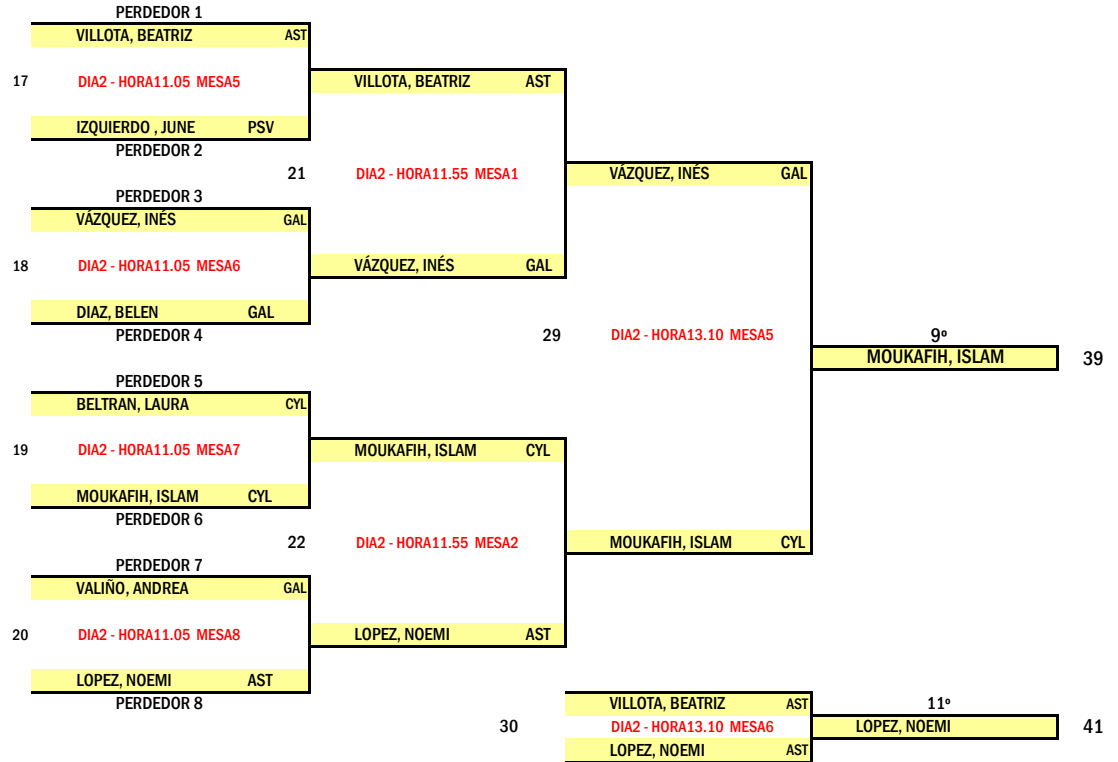 PERDEDOR 1
VILLOTA, BEATRIZ AST
17 DIA2 - HORA11.05 MESA5 VILLOTA, BEATRIZ AST
IZQUIERDO , JUNE PSV
PERDEDOR 2
21 DIA2 - HORA11.55 MESA1 VÁZQUEZ, INÉS GAL
PERDEDOR 3
VÁZQUEZ, INÉS GAL
18 DIA2 - HORA11.05 MESA6 VÁZQUEZ, INÉS GAL
DIAZ, BELEN GAL
PERDEDOR 4 29 DIA2 - HORA13.10 MESA5 9º
MOUKAFIH, ISLAM 39
PERDEDOR 5
BELTRAN, LAURA CYL
19 DIA2 - HORA11.05 MESA7 MOUKAFIH, ISLAM CYL
MOUKAFIH, ISLAM CYL
PERDEDOR 6
22 DIA2 - HORA11.55 MESA2 MOUKAFIH, ISLAM CYL
PERDEDOR 7
VALIÑO, ANDREA GAL
20 DIA2 - HORA11.05 MESA8 LOPEZ, NOEMI AST
LOPEZ, NOEMI AST
PERDEDOR 8 VILLOTA, BEATRIZ AST 11º
30 DIA2 - HORA13.10 MESA6 LOPEZ, NOEMI 41
LOPEZ, NOEMI AST